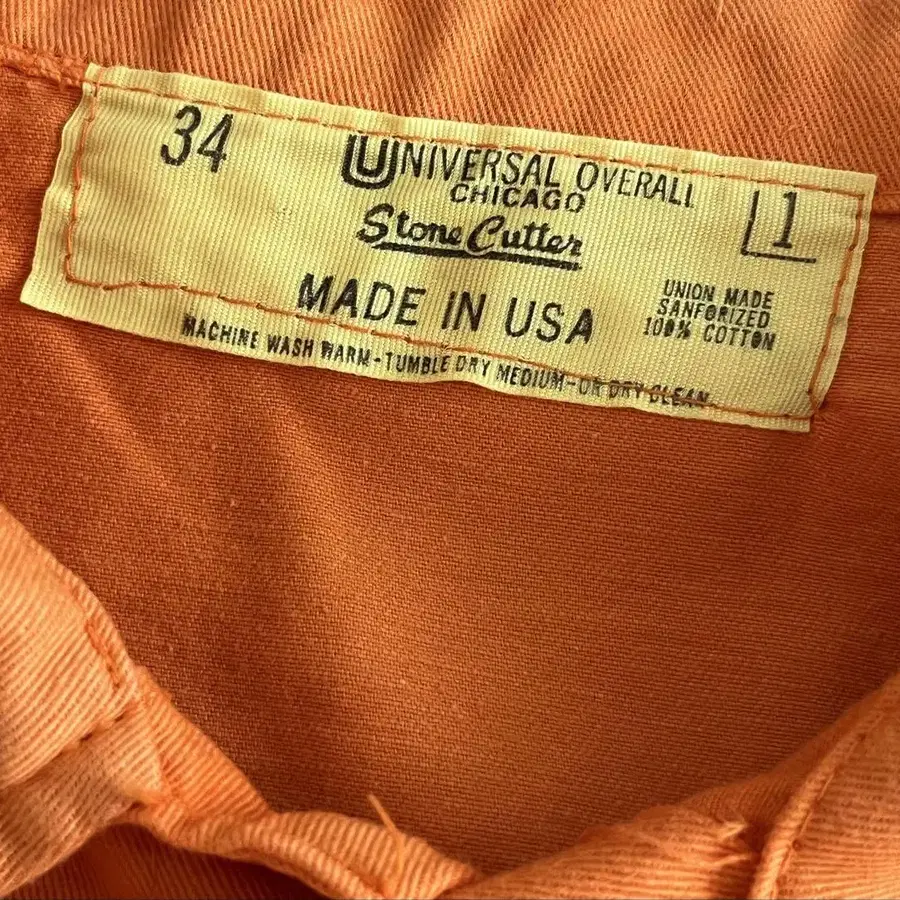 34
UNIVERSAL OVERALL
CHICAGO
Stone Cutter
1
MADE IN USA
UNION MADE
SANFORIZED
100% COTTON
MACHINE WASH WARM-TUMBLE DRY MEDIUM-OR DRY CLEAN